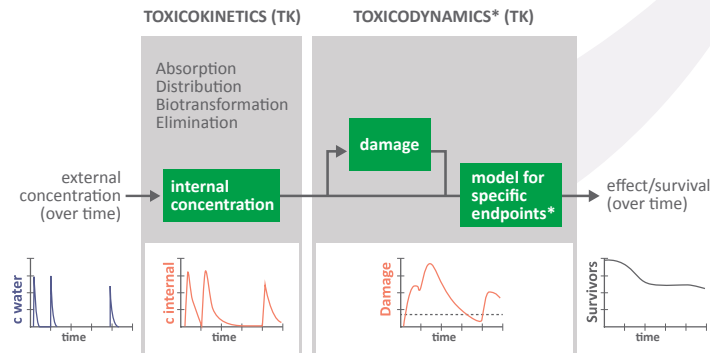 TOXICOKINETICS (TK)
TOXICODYNAMICS* (TK)
Absorption
Distribution
Biotransformation
Elimination
damage
external
concentration
(over time)
internal
concentration
model for
specific
endpoints*
effect/survival
(over time)
c water
time
c internal
time
Damage
time
Survivors
time